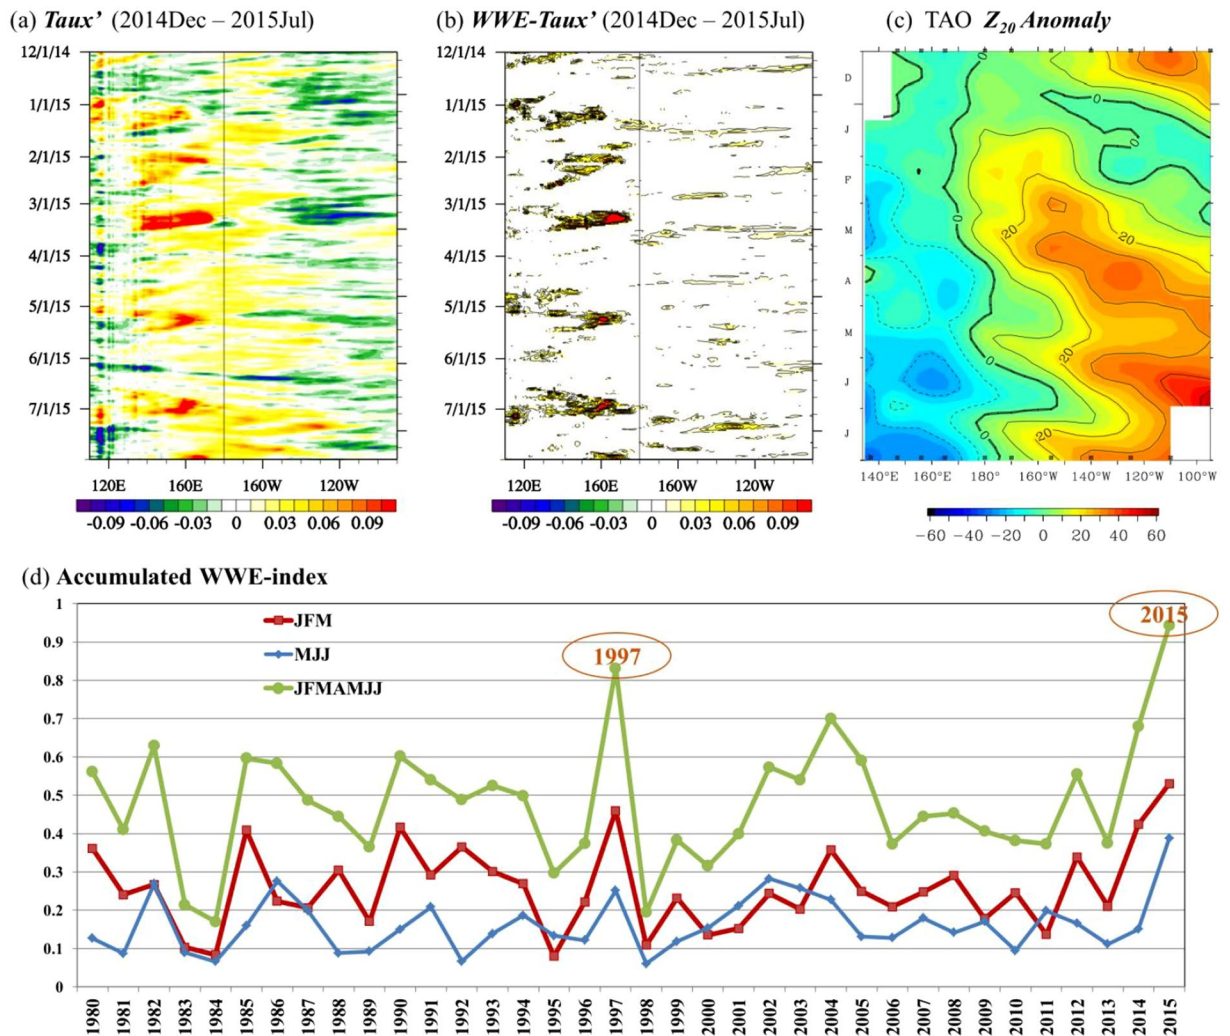 (a) Taux’ (2014Dec – 2015Jul)
(b) WWE-Taux’ (2014Dec – 2015Jul)
(c) TAO Z20 Anomaly
12/1/14
1/1/15
2/1/15
3/1/15
4/1/15
5/1/15
6/1/15
7/1/15
120E 160E 160W 120W
-0.09 -0.06 -0.03 0 0.03 0.06 0.09
12/1/14
1/1/15
2/1/15
3/1/15
4/1/15
5/1/15
6/1/15
7/1/15
120E 160E 160W 120W
-0.09 -0.06 -0.03 0 0.03 0.06 0.09
D
J
F
M
A
M
J
J
0
0
0
0
20
20
0
20
0
20
140°E 160°E 180° 160°W 140°W 120°W 100°W
-60 -40 -20 0 20 40 60
(d) Accumulated WWE-index
1
0.9
0.8
0.7
0.6
0.5
0.4
0.3
0.2
0.1
0
JFM
MJJ
JFMAMJJ
1997
2015
1980 1981 1982 1983 1984 1985 1986 1987 1988 1989 1990 1991 1992 1993 1994 1995 1996 1997 1998 1999 2000 2001 2002 2003 2004 2005 2006 2007 2008 2009 2010 2011 2012 2013 2014 2015